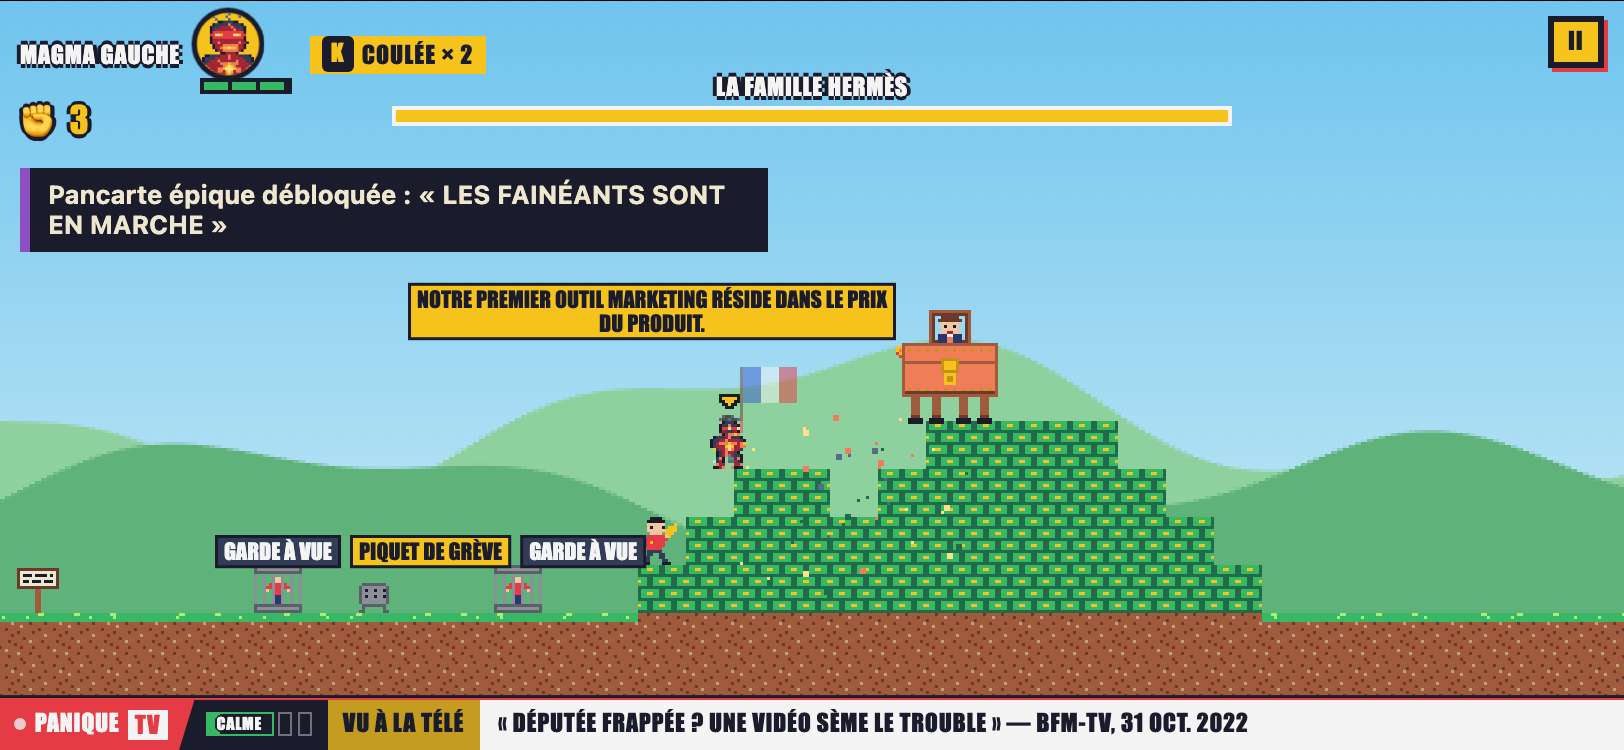 MAGMA GAUCHE
K COULÉE × 2
LA FAMILLE HERMÈS
3
Pancarte épique débloquée : « LES FAINÉANTS SONT
EN MARCHE »
NOTRE PREMIER OUTIL MARKETING RÉSIDE DANS LE PRIX
DU PRODUIT.
GARDE À VUE
PIQUET DE GRÈVE
GARDE À VUE
PANIQUE TV
CALME
VU À LA TÉLÉ
« DÉPUTÉE FRAPPÉE ? UNE VIDÉO SÈME LE TROUBLE » — BFM-TV, 31 OCT. 2022